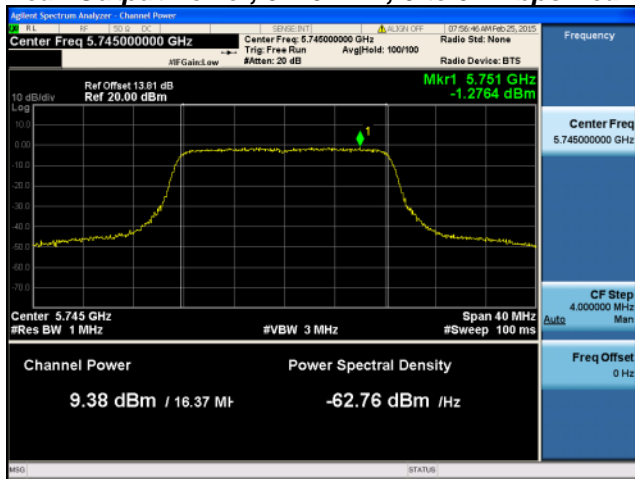 Agilent Spectrum Analyzer - Channel Power
RL RF 50 Ω DC SENSE:INT ALIGN OFF 07:56:46 AM Feb 25, 2015
Center Freq 5.745000000 GHz
Center Freq: 5.745000000 GHz Radio Std: None
Trig: Free Run Avg|Hold: 100/100
#IFGain:Low #Atten: 20 dB Radio Device: BTS
Frequency
Ref Offset 13.81 dB
10 dB/div Ref 20.00 dBm
Log
Mkr1 5.751 GHz
-1.2764 dBm
10.0
0.00
-10.0
-20.0
-30.0
-40.0
-50.0
-60.0
-70.0
1
Center Freq
5.745000000 GHz
Center 5.745 GHz Span 40 MHz
#Res BW 1 MHz #VBW 3 MHz #Sweep 100 ms
CF Step
4.000000 MHz
Auto Man
Freq Offset
0 Hz
Channel Power Power Spectral Density
9.38 dBm / 16.37 MH -62.76 dBm /Hz
MSG STATUS